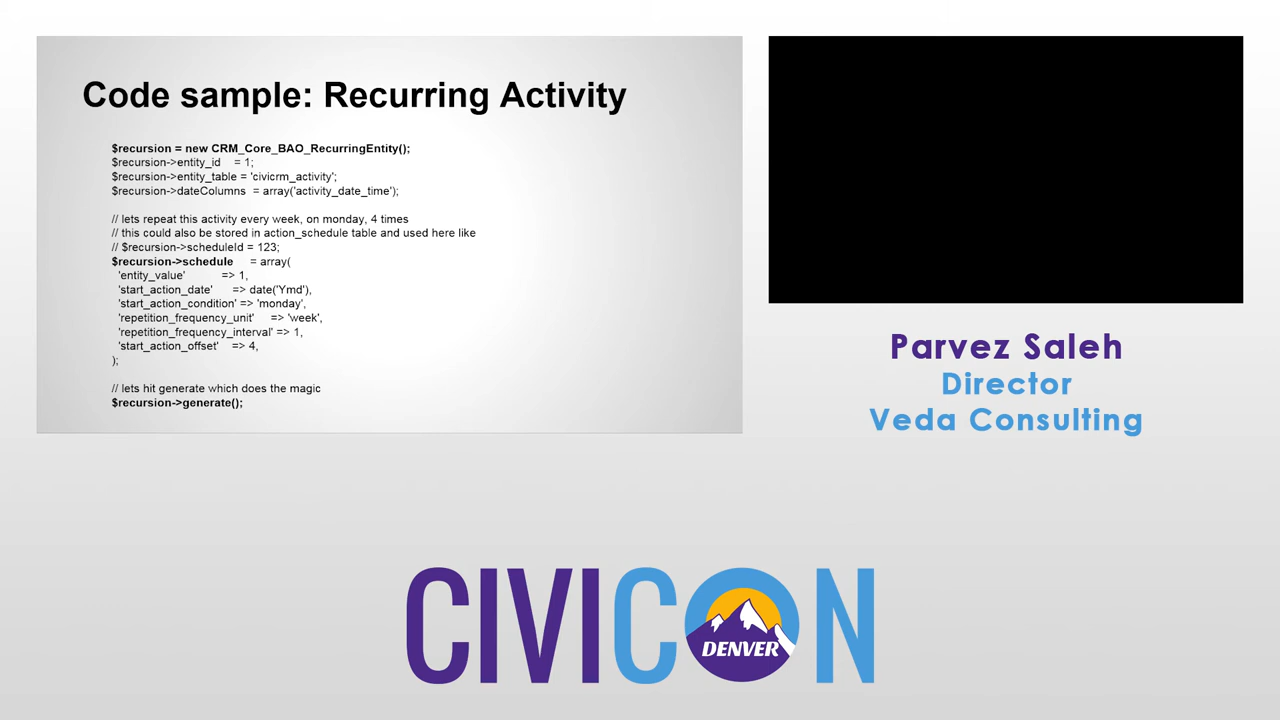 Code sample: Recurring Activity
$recursion = new CRM_Core_BAO_RecurringEntity();
$recursion->entity_id = 1;
$recursion->entity_table = 'civicrm_activity';
$recursion->dateColumns = array('activity_date_time');
// lets repeat this activity every week, on monday, 4 times
// this could also be stored in action_schedule table and used here like
// $recursion->scheduleId = 123;
$recursion->schedule = array(
'entity_value' => 1,
'start_action_date' => date('Ymd'),
'start_action_condition' => 'monday',
'repetition_frequency_unit' => 'week',
'repetition_frequency_interval' => 1,
'start_action_offset' => 4,
);
// lets hit generate which does the magic
$recursion->generate();
Parvez Saleh
Director
Veda Consulting
CIVICON
DENVER